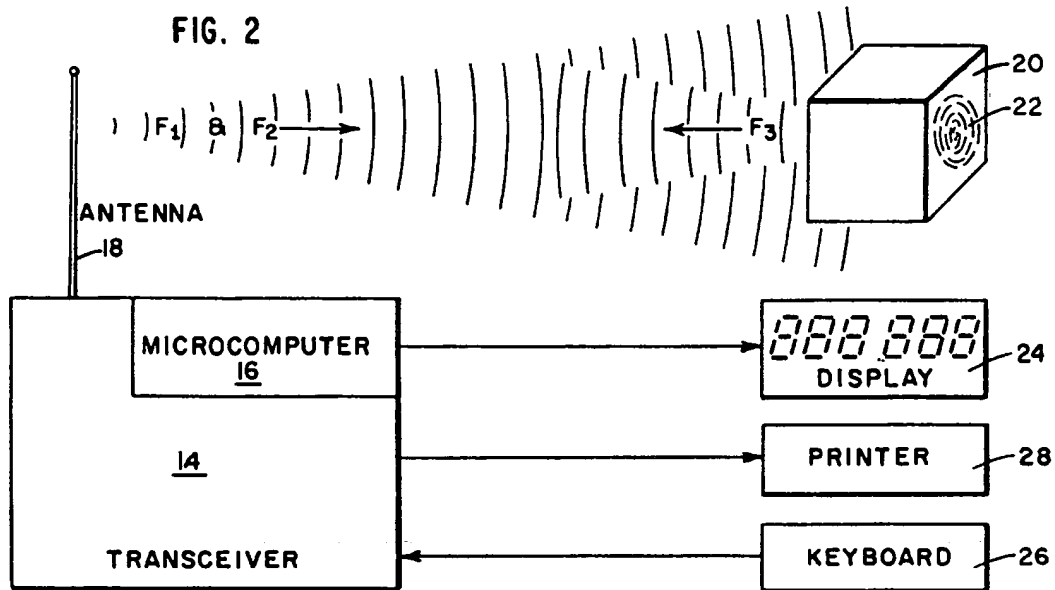 FIG. 2
F1 & F2
F3
20
22
ANTENNA
18
MICROCOMPUTER
16
888 888
DISPLAY
24
14
PRINTER
28
TRANSCEIVER
KEYBOARD
26